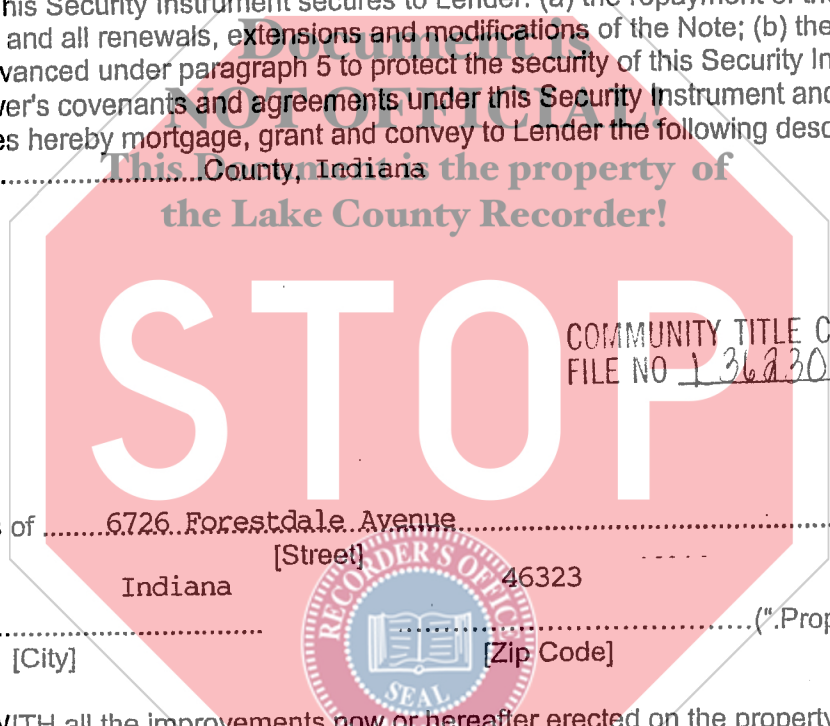 his Security Instrument secures to Lender: (a) the repayment of the
and all renewals, extensions and modifications of the Note; (b) the
Document is
vanced under paragraph 5 to protect the security of this Security In
NOT OFFICIAL!
ver's covenants and agreements under this Security Instrument and
es hereby mortgage, grant and convey to Lender the following desc
This Document is the property of
County, Indiana
the Lake County Recorder!
STOP
COMMUNITY TITLE C
FILE NO 136230
s of 6726 Forestdale Avenue
[Street]
Indiana 46323
(".Prop
[City] [Zip Code]
RECORDER'S OFFICE
SEAL
WITH all the improvements now or hereafter erected on the property